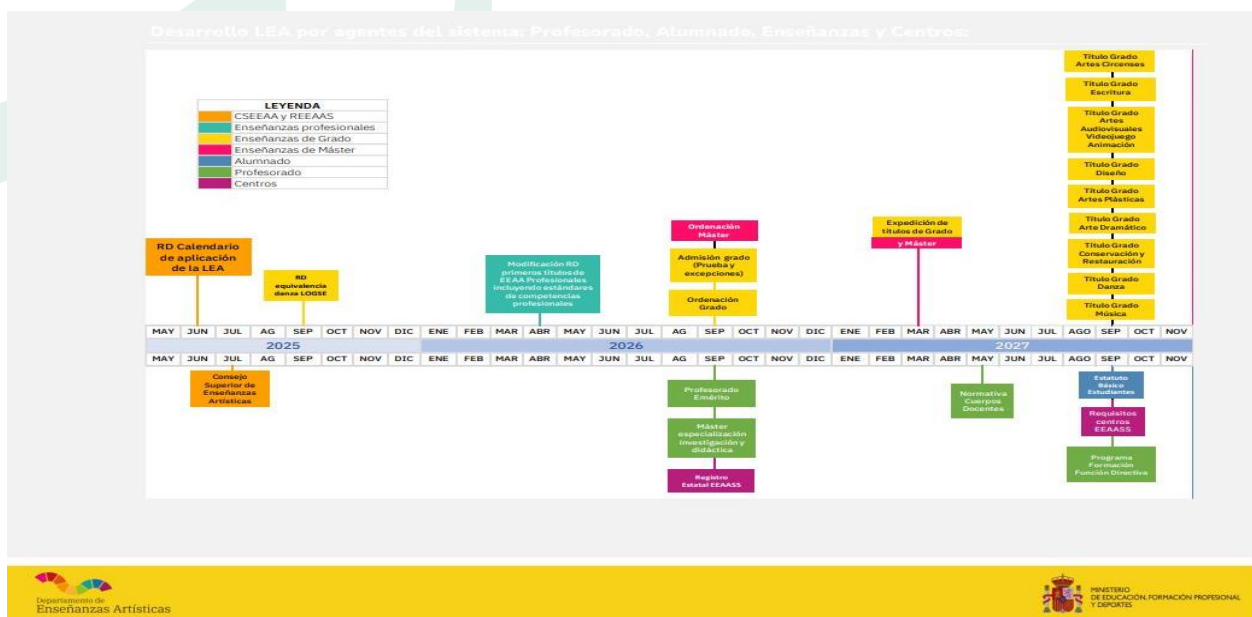 Desarrollo LEA por agentes del sistema: Profesorado, Alumnado, Enseñanzas y Centros:
LEYENDA
CSEEAA y REEAAS
Enseñanzas profesionales
Enseñanzas de Grado
Enseñanzas de Máster
Alumnado
Profesorado
Centros
RD Calendario
de aplicación
de la LEA
RD
equivalencia
danza LOGSE
Modificación RD
primeros títulos de
EEAA Profesionales
incluyendo estándares
de competencias
profesionales
Ordenación
Máster
Admisión grado
(Prueba y
excepciones)
Ordenación
Grado
Expedición de
títulos de Grado
y Máster
Título Grado
Artes Circenses
Título Grado
Escritura
Título Grado
Artes
Audiovisuales
Videojuego
Animación
Título Grado
Diseño
Título Grado
Artes Plásticas
Título Grado
Arte Dramático
Título Grado
Conservación y
Restauración
Título Grado
Danza
Título Grado
Música
MAY JUN JUL AG SEP OCT NOV DIC ENE FEB MAR ABR MAY JUN JUL AG SEP OCT NOV DIC ENE FEB MAR ABR MAY JUN JUL AGO SEP OCT NOV
2025 2026 2027
MAY JUN JUL AG SEP OCT NOV DIC ENE FEB MAR ABR MAY JUN JUL AG SEP OCT NOV DIC ENE FEB MAR ABR MAY JUN JUL AGO SEP OCT NOV
Consejo
Superior de
Enseñanzas
Artísticas
Profesorado
Emérito
Máster
especialización
investigación y
didáctica
Registro
Estatal EEAASS
Normativa
Cuerpos
Docentes
Estatuto
Básico
Estudiantes
Requisitos
centros
EEAASS
Programa
Formación
Función Directiva
Departamento de
Enseñanzas Artísticas
MINISTERIO
DE EDUCACIÓN, FORMACIÓN PROFESIONAL
Y DEPORTES